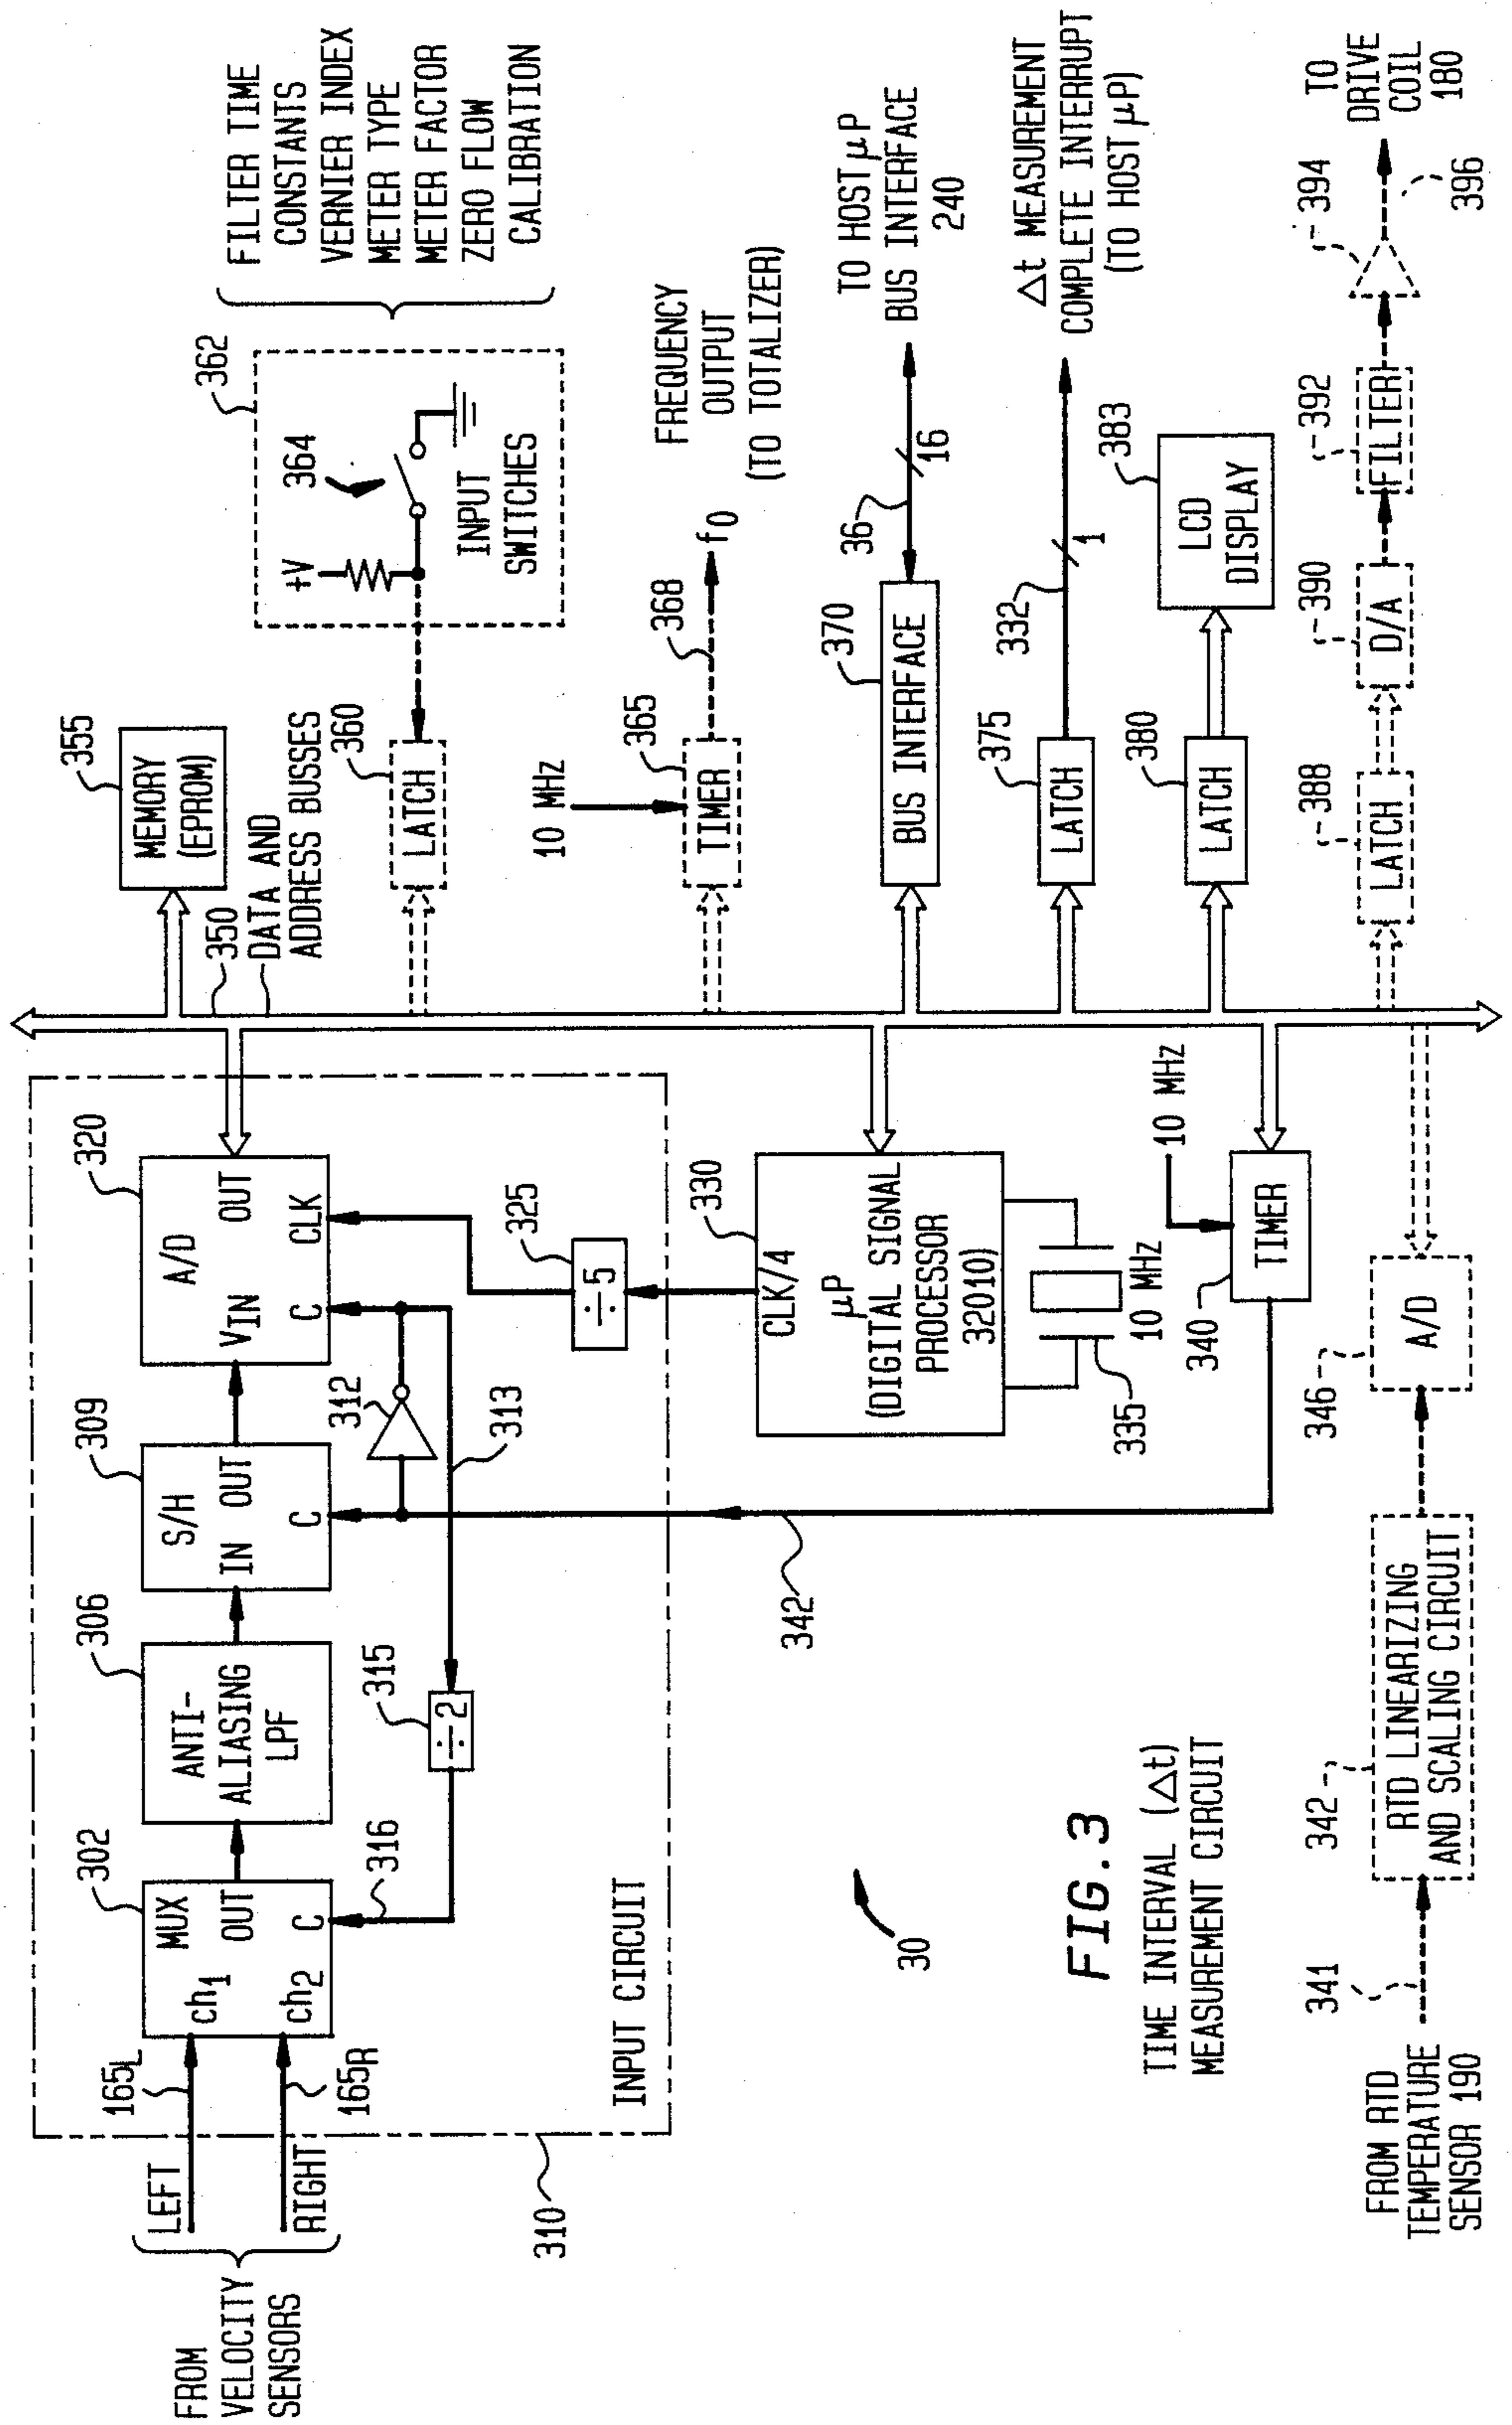 FROM
VELOCITY
SENSORS
LEFT
RIGHT
165L
165R
302
MUX
ch1
OUT
ch2
C
316
306
ANTI-
ALIASING
LPF
315
÷2
309
S/H
IN OUT
C
312
313
320
A/D
VIN OUT
C CLK
325
÷5
INPUT CIRCUIT
310
330
CLK/4
μP
(DIGITAL SIGNAL
PROCESSOR
32010)
335
10 MHz
10 MHz
340
TIMER
342
30
FIG. 3
TIME INTERVAL (Δt)
MEASUREMENT CIRCUIT
FROM RTD
TEMPERATURE
SENSOR 190
341
342
RTD LINEARIZING
AND SCALING CIRCUIT
346
A/D
355
MEMORY
(EPROM)
350
DATA AND
ADDRESS BUSSES
360
LATCH
362
+V
364
INPUT
SWITCHES
FILTER TIME
CONSTANTS
VERNIER INDEX
METER TYPE
METER FACTOR
ZERO FLOW
CALIBRATION
10 MHz
365
TIMER
368
f0
FREQUENCY
OUTPUT
(TO TOTALIZER)
370
BUS INTERFACE
36
16
TO HOST μP
BUS INTERFACE
240
375
LATCH
332
1
Δt MEASUREMENT
COMPLETE INTERRUPT
(TO HOST μP)
380
LATCH
383
LCD
DISPLAY
388
LATCH
390
D/A
392
FILTER
394
396
TO
DRIVE
COIL
180